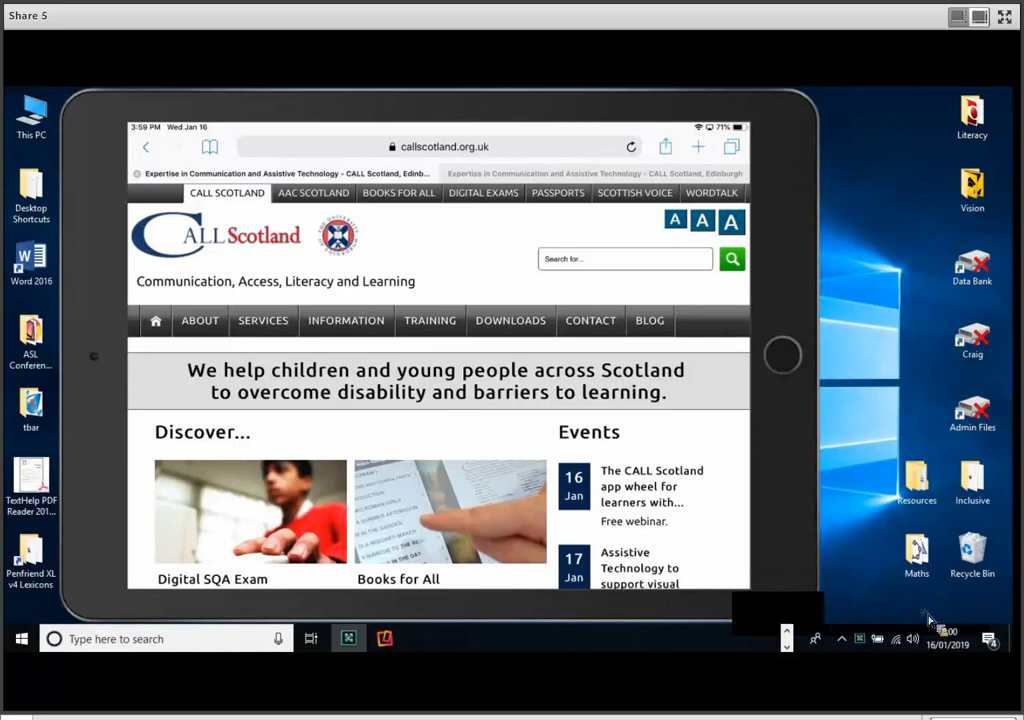 Share 5
This PC
Desktop
Shortcuts
Word 2016
ASL
Conferen...
tbar
TextHelp PDF
Reader 201...
Penfriend XL
v4 Lexicons
3:59 PM Wed Jan 16
71%
callscotland.org.uk
Expertise in Communication and Assistive Technology - CALL Scotland, Edinb...
Expertise in Communication and Assistive Technology - CALL Scotland, Edinburgh
CALL SCOTLAND
AAC SCOTLAND
BOOKS FOR ALL
DIGITAL EXAMS
PASSPORTS
SCOTTISH VOICE
WORDTALK
CALL Scotland
A A A
Search for...
Communication, Access, Literacy and Learning
ABOUT
SERVICES
INFORMATION
TRAINING
DOWNLOADS
CONTACT
BLOG
We help children and young people across Scotland
to overcome disability and barriers to learning.
Discover...
Digital SQA Exam
Books for All
Events
16
Jan
The CALL Scotland
app wheel for
learners with...
Free webinar.
17
Jan
Assistive
Technology to
support visual
Literacy
Vision
Data Bank
Craig
Admin Files
Resources
Inclusive
Maths
Recycle Bin
Type here to search
:00
16/01/2019
4